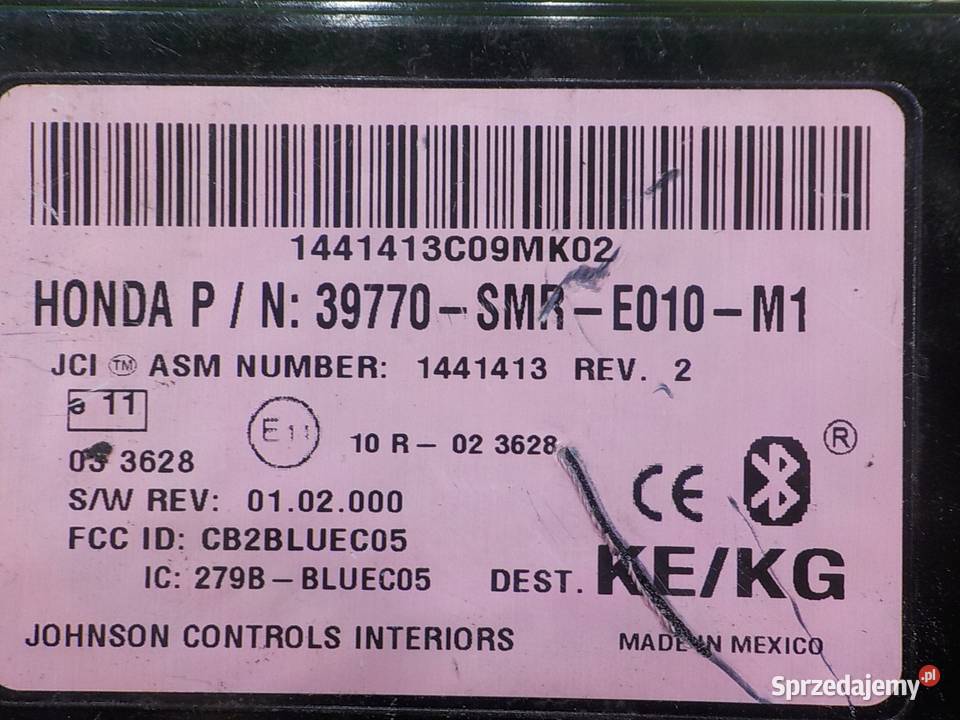 1441413C09MK02
HONDA P / N: 39770-SMR-E010-M1
JCI ™ ASM NUMBER: 1441413 REV. 2
e 11
E11
10 R- 02 3628
03 3628
S/W REV: 01.02.000
CE
®
FCC ID: CB2BLUEC05
IC: 279B-BLUEC05
DEST. KE/KG
JOHNSON CONTROLS INTERIORS
MADE IN MEXICO
Sprzedajemy.pl